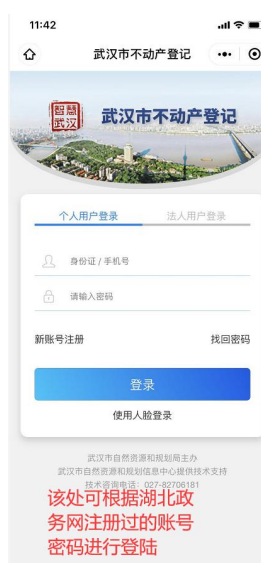 11:42
武汉市不动产登记
智慧
武汉
武汉市不动产登记
个人用户登录
法人用户登录
身份证 / 手机号
请输入密码
新账号注册
找回密码
登录
使用人脸登录
武汉市自然资源和规划局主办
武汉市自然资源和规划信息中心提供技术支持
技术咨询电话：027-82706181
该处可根据湖北政
务网注册过的账号
密码进行登陆